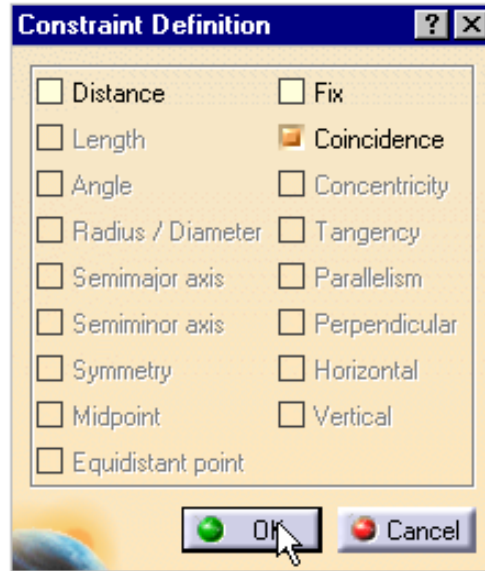 Constraint Definition
Distance
Fix
Length
Coincidence
Angle
Concentricity
Radius / Diameter
Tangency
Semimajor axis
Parallelism
Semiminor axis
Perpendicular
Symmetry
Horizontal
Midpoint
Vertical
Equidistant point
OK
Cancel